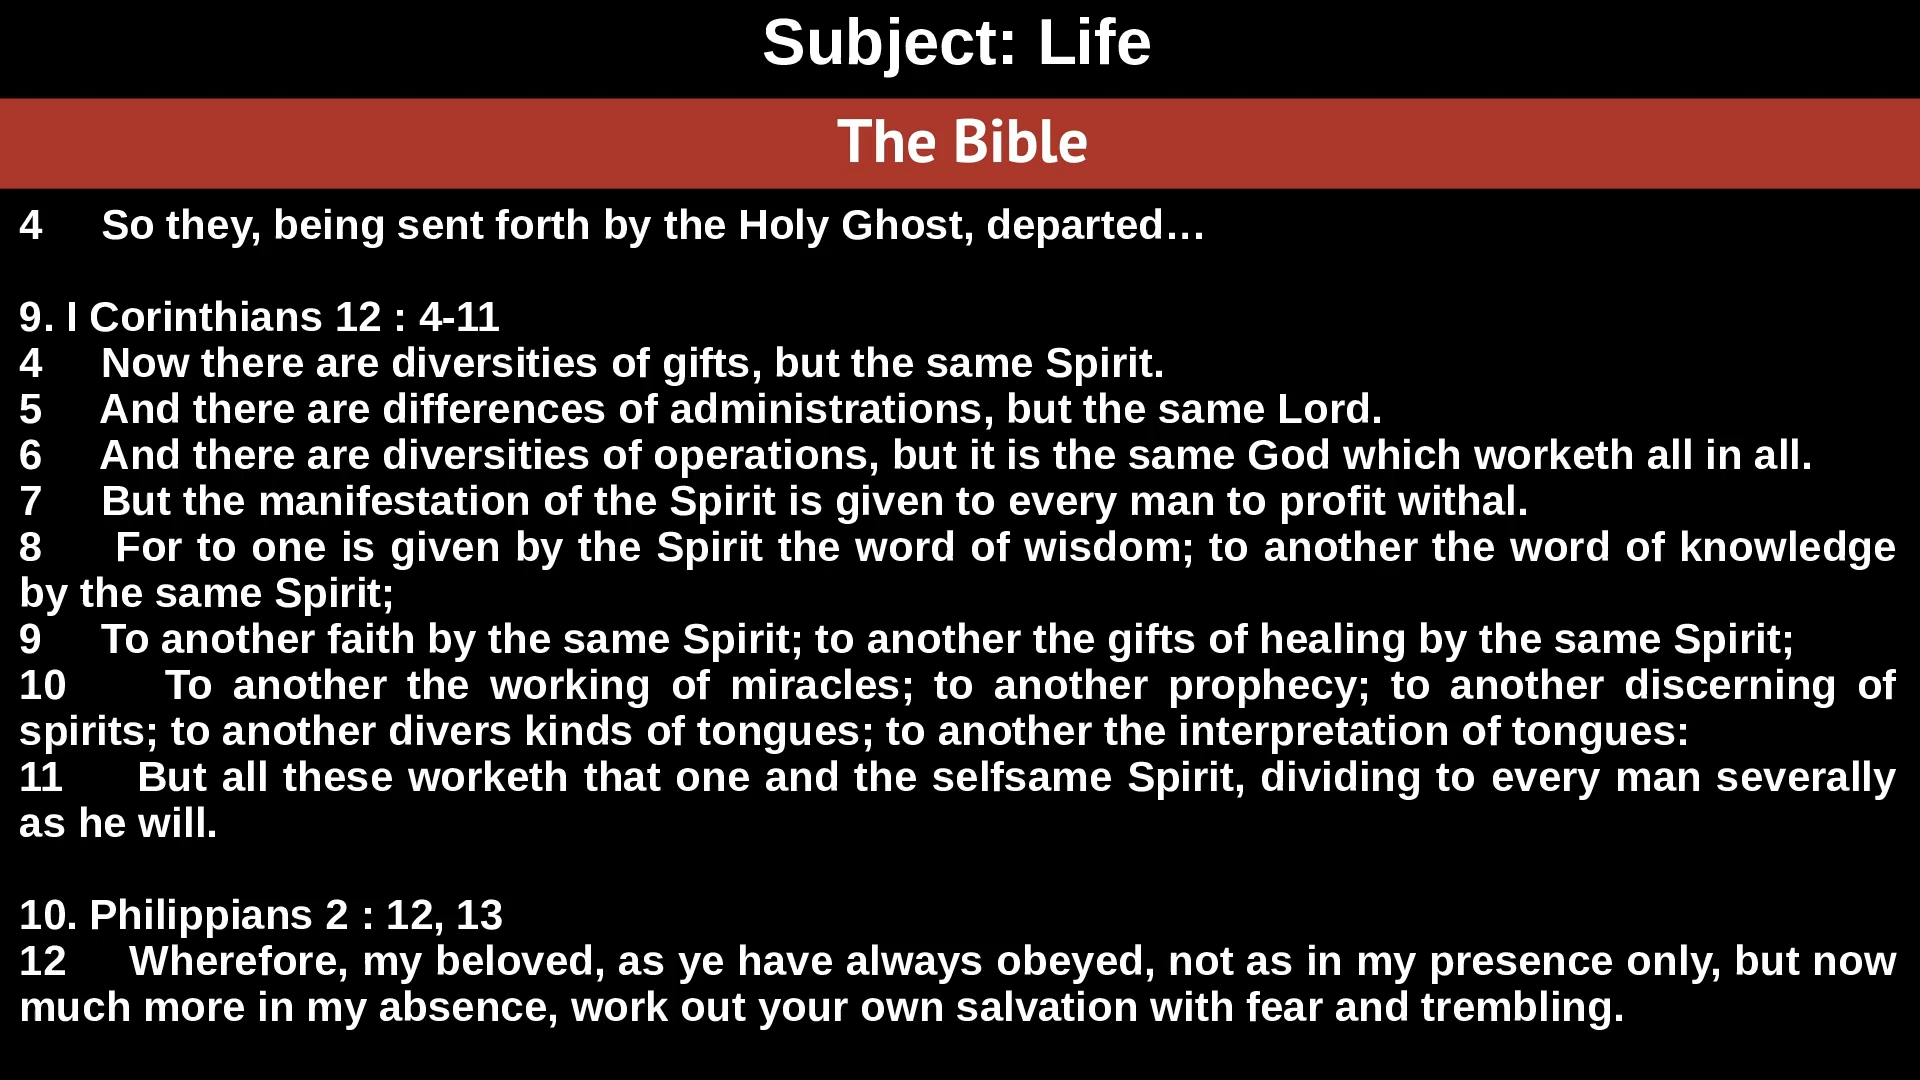 Subject: Life
The Bible
4 So they, being sent forth by the Holy Ghost, departed…
9. I Corinthians 12 : 4-11
4 Now there are diversities of gifts, but the same Spirit.
5 And there are differences of administrations, but the same Lord.
6 And there are diversities of operations, but it is the same God which worketh all in all.
7 But the manifestation of the Spirit is given to every man to profit withal.
8 For to one is given by the Spirit the word of wisdom; to another the word of knowledge
by the same Spirit;
9 To another faith by the same Spirit; to another the gifts of healing by the same Spirit;
10 To another the working of miracles; to another prophecy; to another discerning of
spirits; to another divers kinds of tongues; to another the interpretation of tongues:
11 But all these worketh that one and the selfsame Spirit, dividing to every man severally
as he will.
10. Philippians 2 : 12, 13
12 Wherefore, my beloved, as ye have always obeyed, not as in my presence only, but now
much more in my absence, work out your own salvation with fear and trembling.